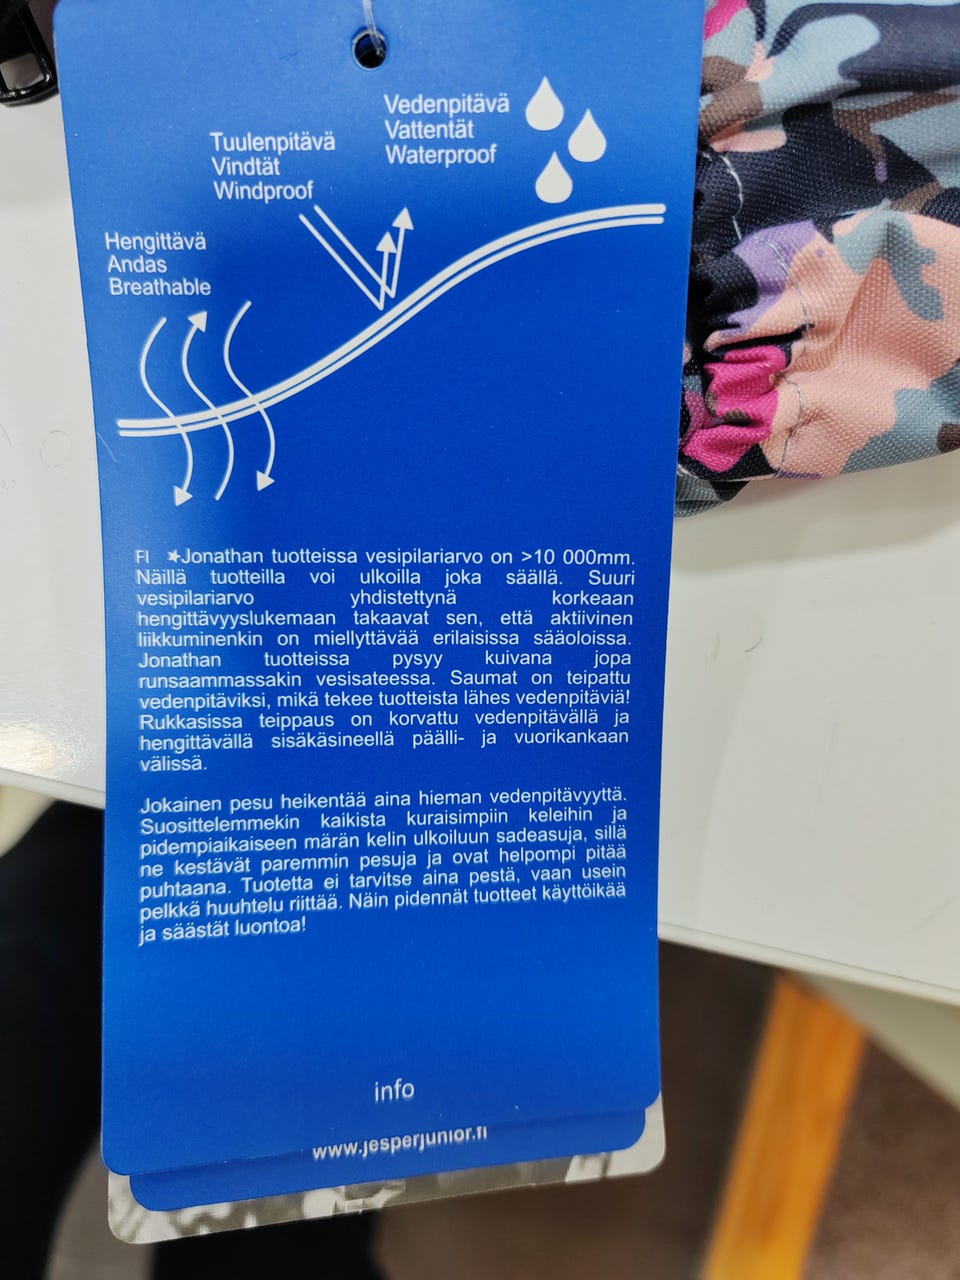 Vedenpitävä
Vattentät
Waterproof
Tuulenpitävä
Vindtät
Windproof
Hengittävä
Andas
Breathable
FI ★Jonathan tuotteissa vesipilariarvo on >10 000mm.
Näillä tuotteilla voi ulkoilla joka säällä. Suuri
vesipilariarvo yhdistettynä korkeaan
hengittävyyslukemaan takaavat sen, että aktiivinen
liikkuminenkin on miellyttävää erilaisissa sääoloissa.
Jonathan tuotteissa pysyy kuivana jopa
runsaammassakin vesisateessa. Saumat on teipattu
vedenpitäviksi, mikä tekee tuotteista lähes vedenpitäviä!
Rukkasissa teippaus on korvattu vedenpitävällä ja
hengittävällä sisäkäsineellä päälli- ja vuorikankaan
välissä.
Jokainen pesu heikentää aina hieman vedenpitävyyttä.
Suosittelemmekin kaikista kuraisimpiin keleihin ja
pidempiaikaiseen märän kelin ulkoiluun sadeasuja, sillä
ne kestävät paremmin pesuja ja ovat helpompi pitää
puhtaana. Tuotetta ei tarvitse aina pestä, vaan usein
pelkkä huuhtelu riittää. Näin pidennät tuotteet käyttöikää
ja säästät luontoa!
info
www.jesperjunior.fi